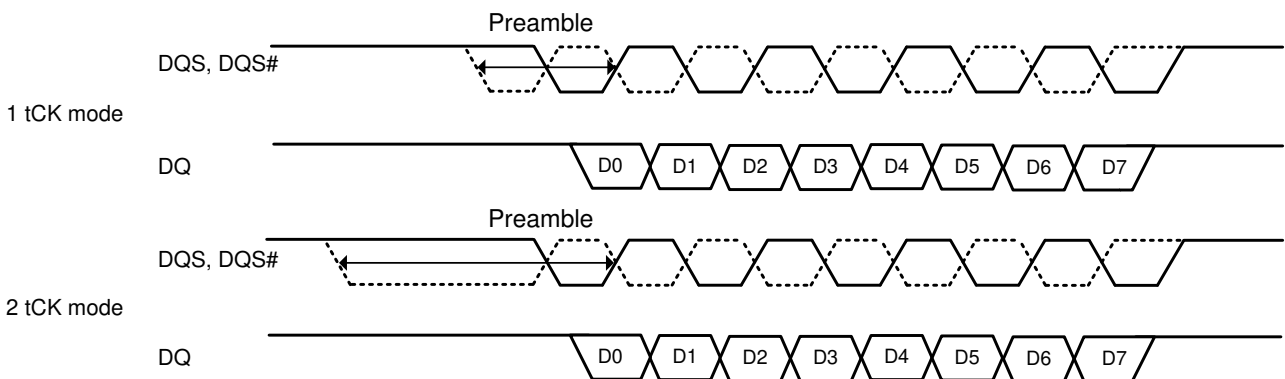 Preamble
DQS, DQS#
1 tCK mode
DQ
D0 D1 D2 D3 D4 D5 D6 D7
Preamble
DQS, DQS#
2 tCK mode
DQ
D0 D1 D2 D3 D4 D5 D6 D7